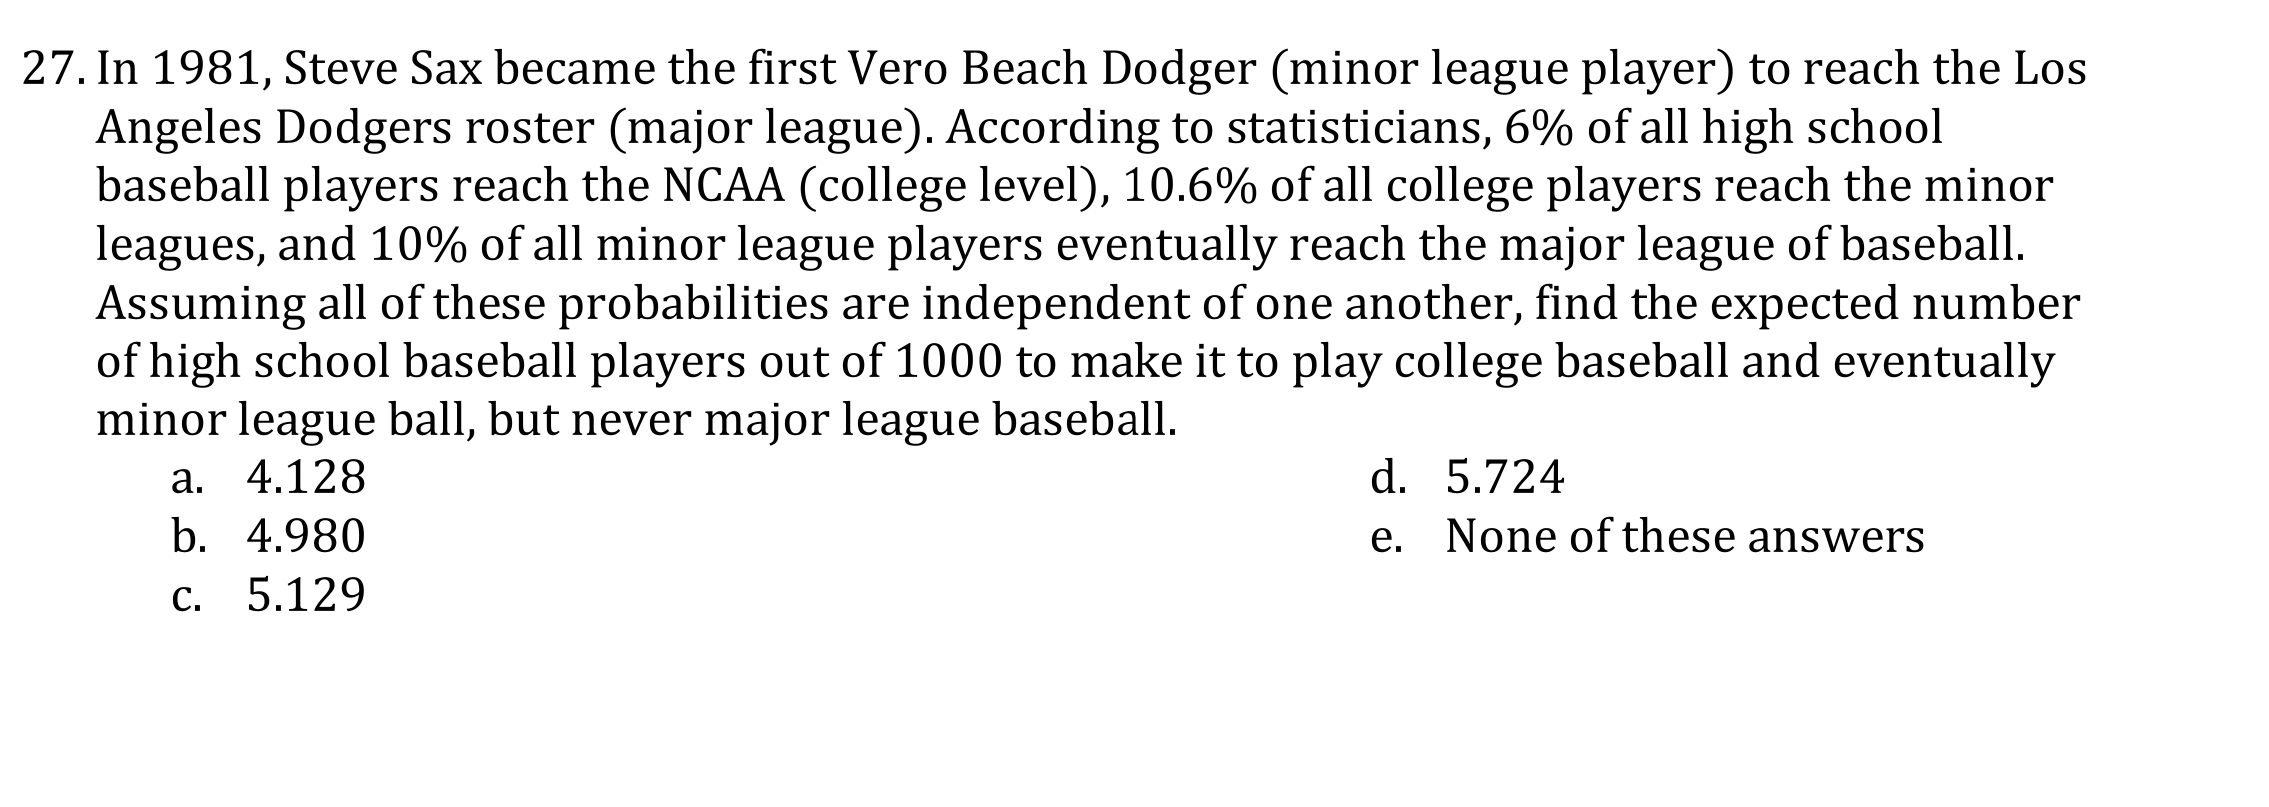 27. In 1981, Steve Sax became the first Vero Beach Dodger (minor league player) to reach the Los
Angeles Dodgers roster (major league). According to statisticians, 6% of all high school
baseball players reach the NCAA (college level), 10.6% of all college players reach the minor
leagues, and 10% of all minor league players eventually reach the major league of baseball.
Assuming all of these probabilities are independent of one another, find the expected number
of high school baseball players out of 1000 to make it to play college baseball and eventually
minor league ball, but never major league baseball.
a. 4.128
b. 4.980
c. 5.129
d. 5.724
e. None of these answers